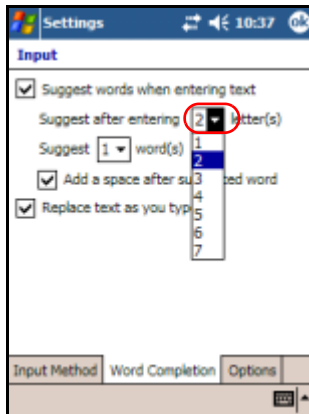 Settings 10:37 ok
Input
Suggest words when entering text
Suggest after entering 2 letter(s)
Suggest 1 word(s)
1
2
Add a space after su 3 ted word
4
Replace text as you typ 5
6
7
Input Method Word Completion Options